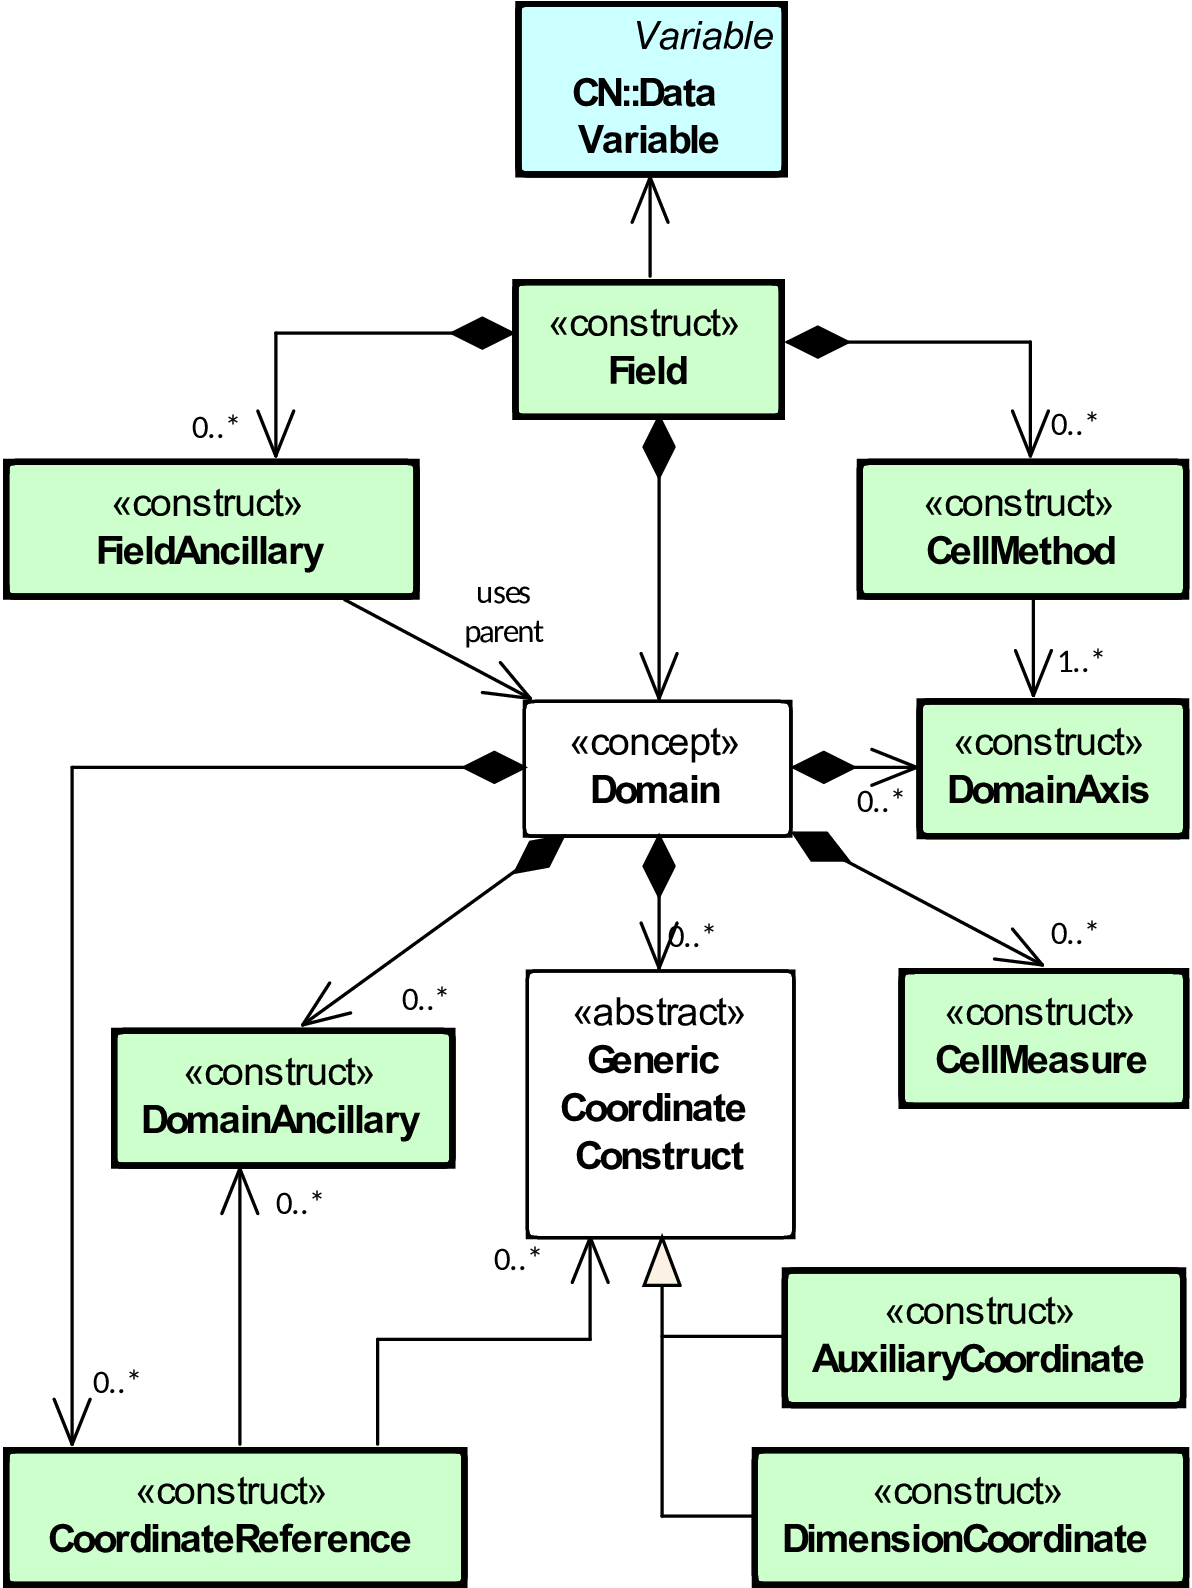 Variable
CN::Data
Variable
«construct»
Field
0..*
0..*
«construct»
FieldAncillary
«construct»
CellMethod
uses
parent
1..*
«concept»
Domain
«construct»
DomainAxis
0..*
0..*
0..*
0..*
«construct»
DomainAncillary
«abstract»
Generic
Coordinate
Construct
«construct»
CellMeasure
0..*
0..*
«construct»
AuxiliaryCoordinate
0..*
«construct»
CoordinateReference
«construct»
DimensionCoordinate